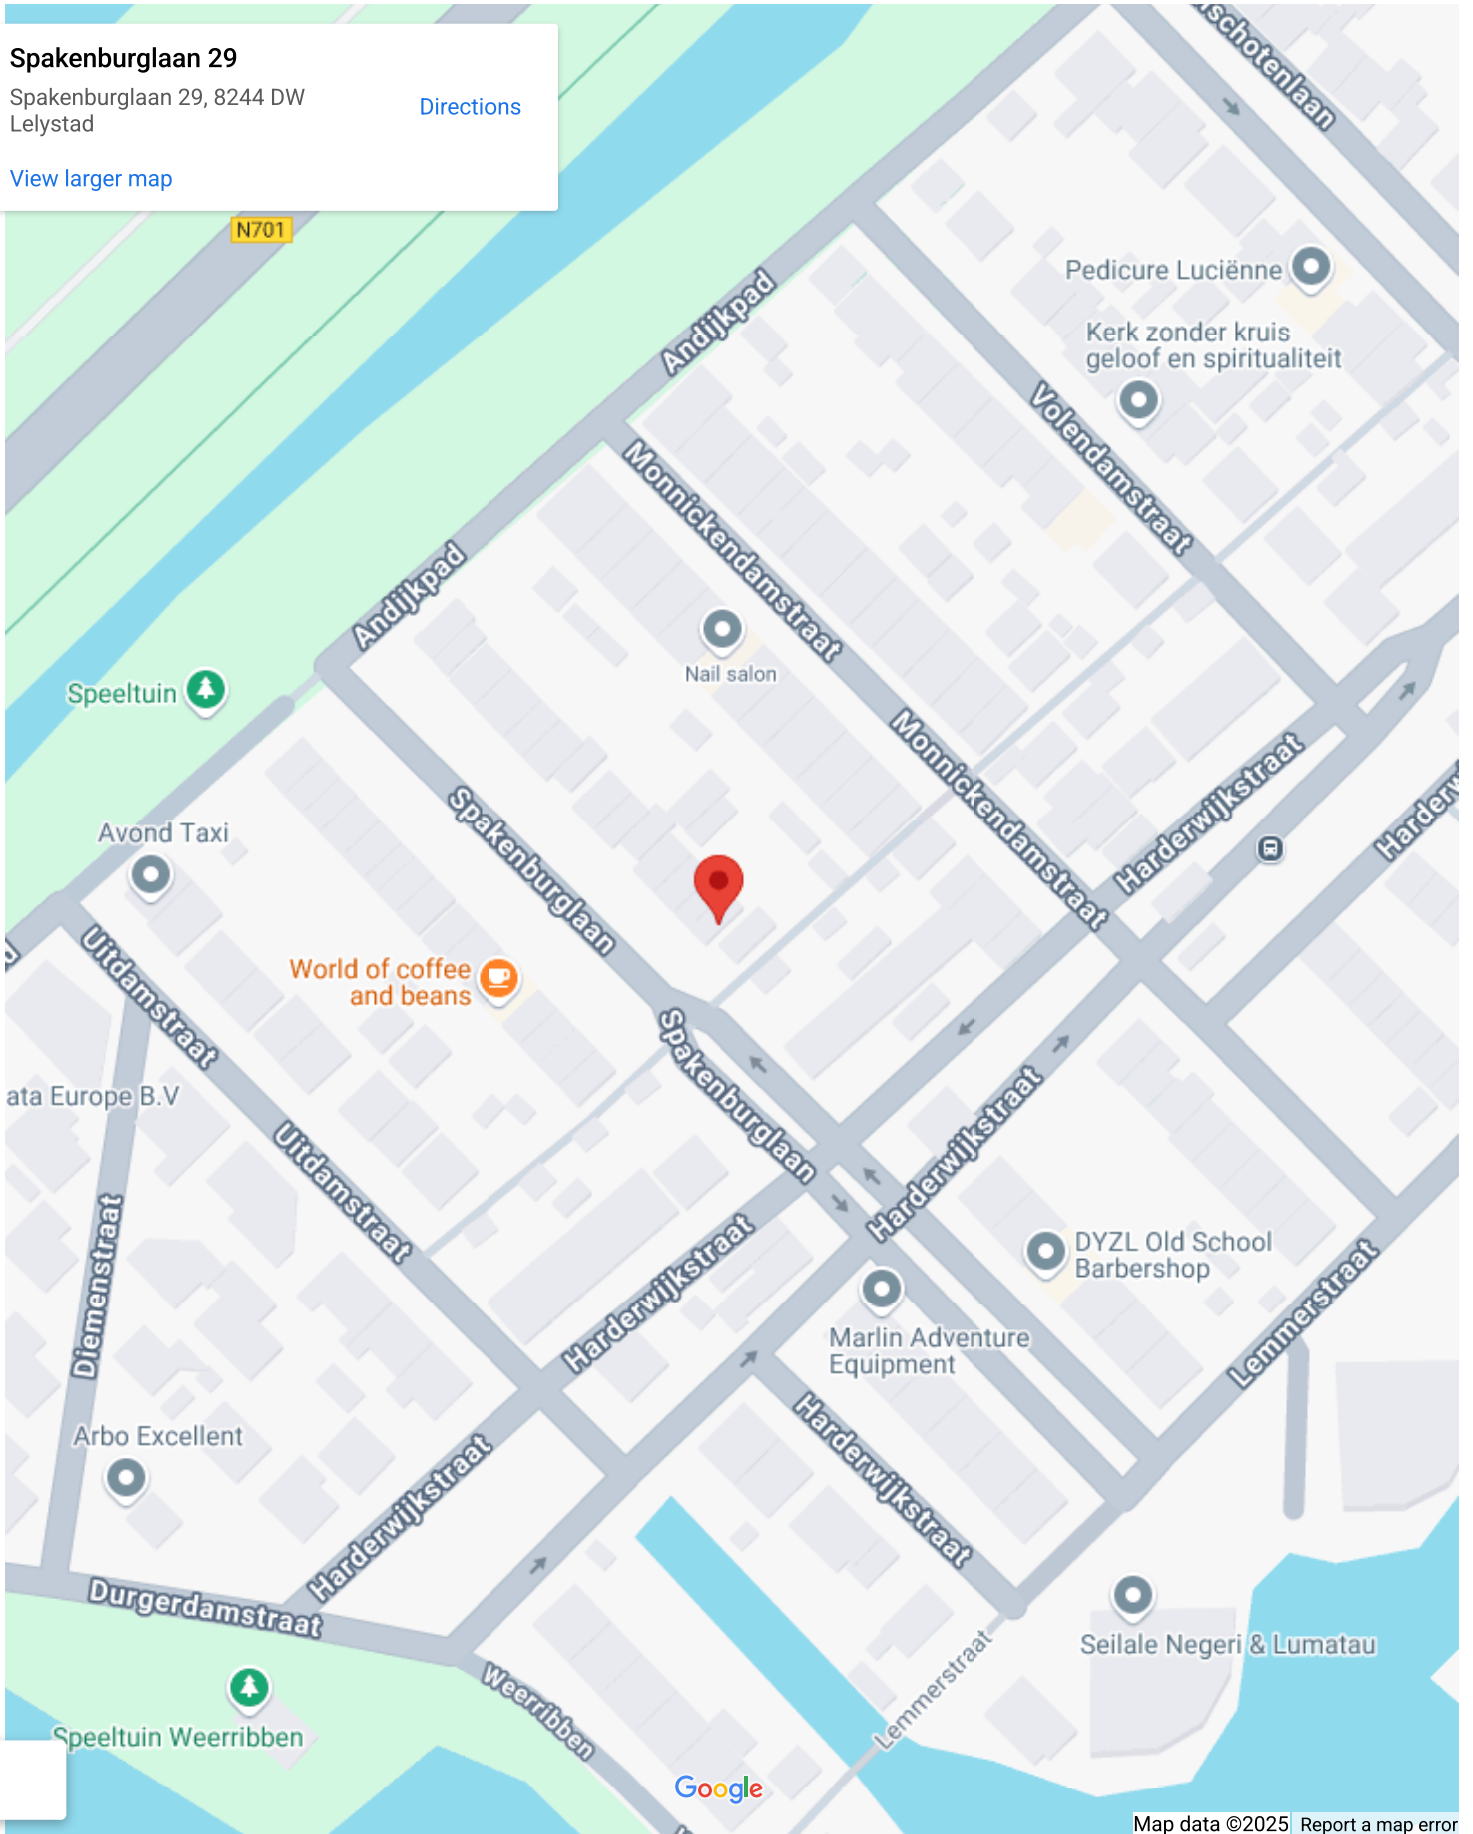 Spakenburglaan 29
Spakenburglaan 29, 8244 DW
Lelystad
Directions
View larger map
N701
schotenlaan
Pedicure Luciënne
Kerk zonder kruis
geloof en spiritualiteit
Andijkpad
Volendamstraat
Monnickendamstraat
Andijkpad
Nail salon
Speeltuin
Monnickendamstraat
Harderwijkstraat
Harderw
Spakenburglaan
Avond Taxi
World of coffee
and beans
Uitdamstraat
Spakenburglaan
ata Europe B.V
Harderwijkstraat
Uitdamstraat
Diemenstraat
Harderwijkstraat
DYZL Old School
Barbershop
Lemmerstraat
Marlin Adventure
Equipment
Harderwijkstraat
Arbo Excellent
Harderwijkstraat
Durgerdamstraat
Seilale Negeri & Lumatau
Lemmerstraat
Weerribben
Speeltuin Weerribben
Google
Map data ©2025
Report a map error